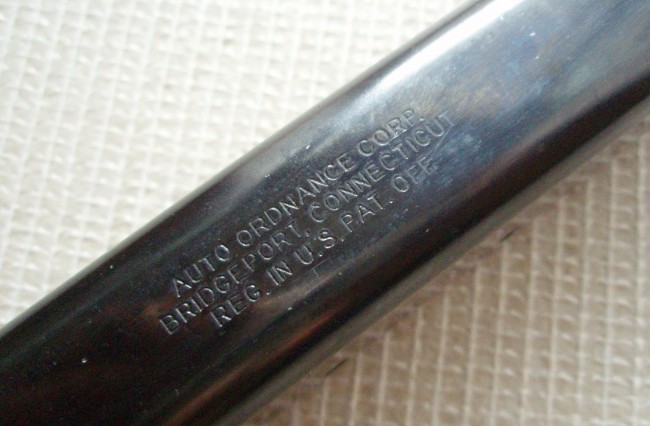 AUTO ORDNANCE CORP.
BRIDGEPORT, CONNECTICUT
REG. IN U.S. PAT. OFF.